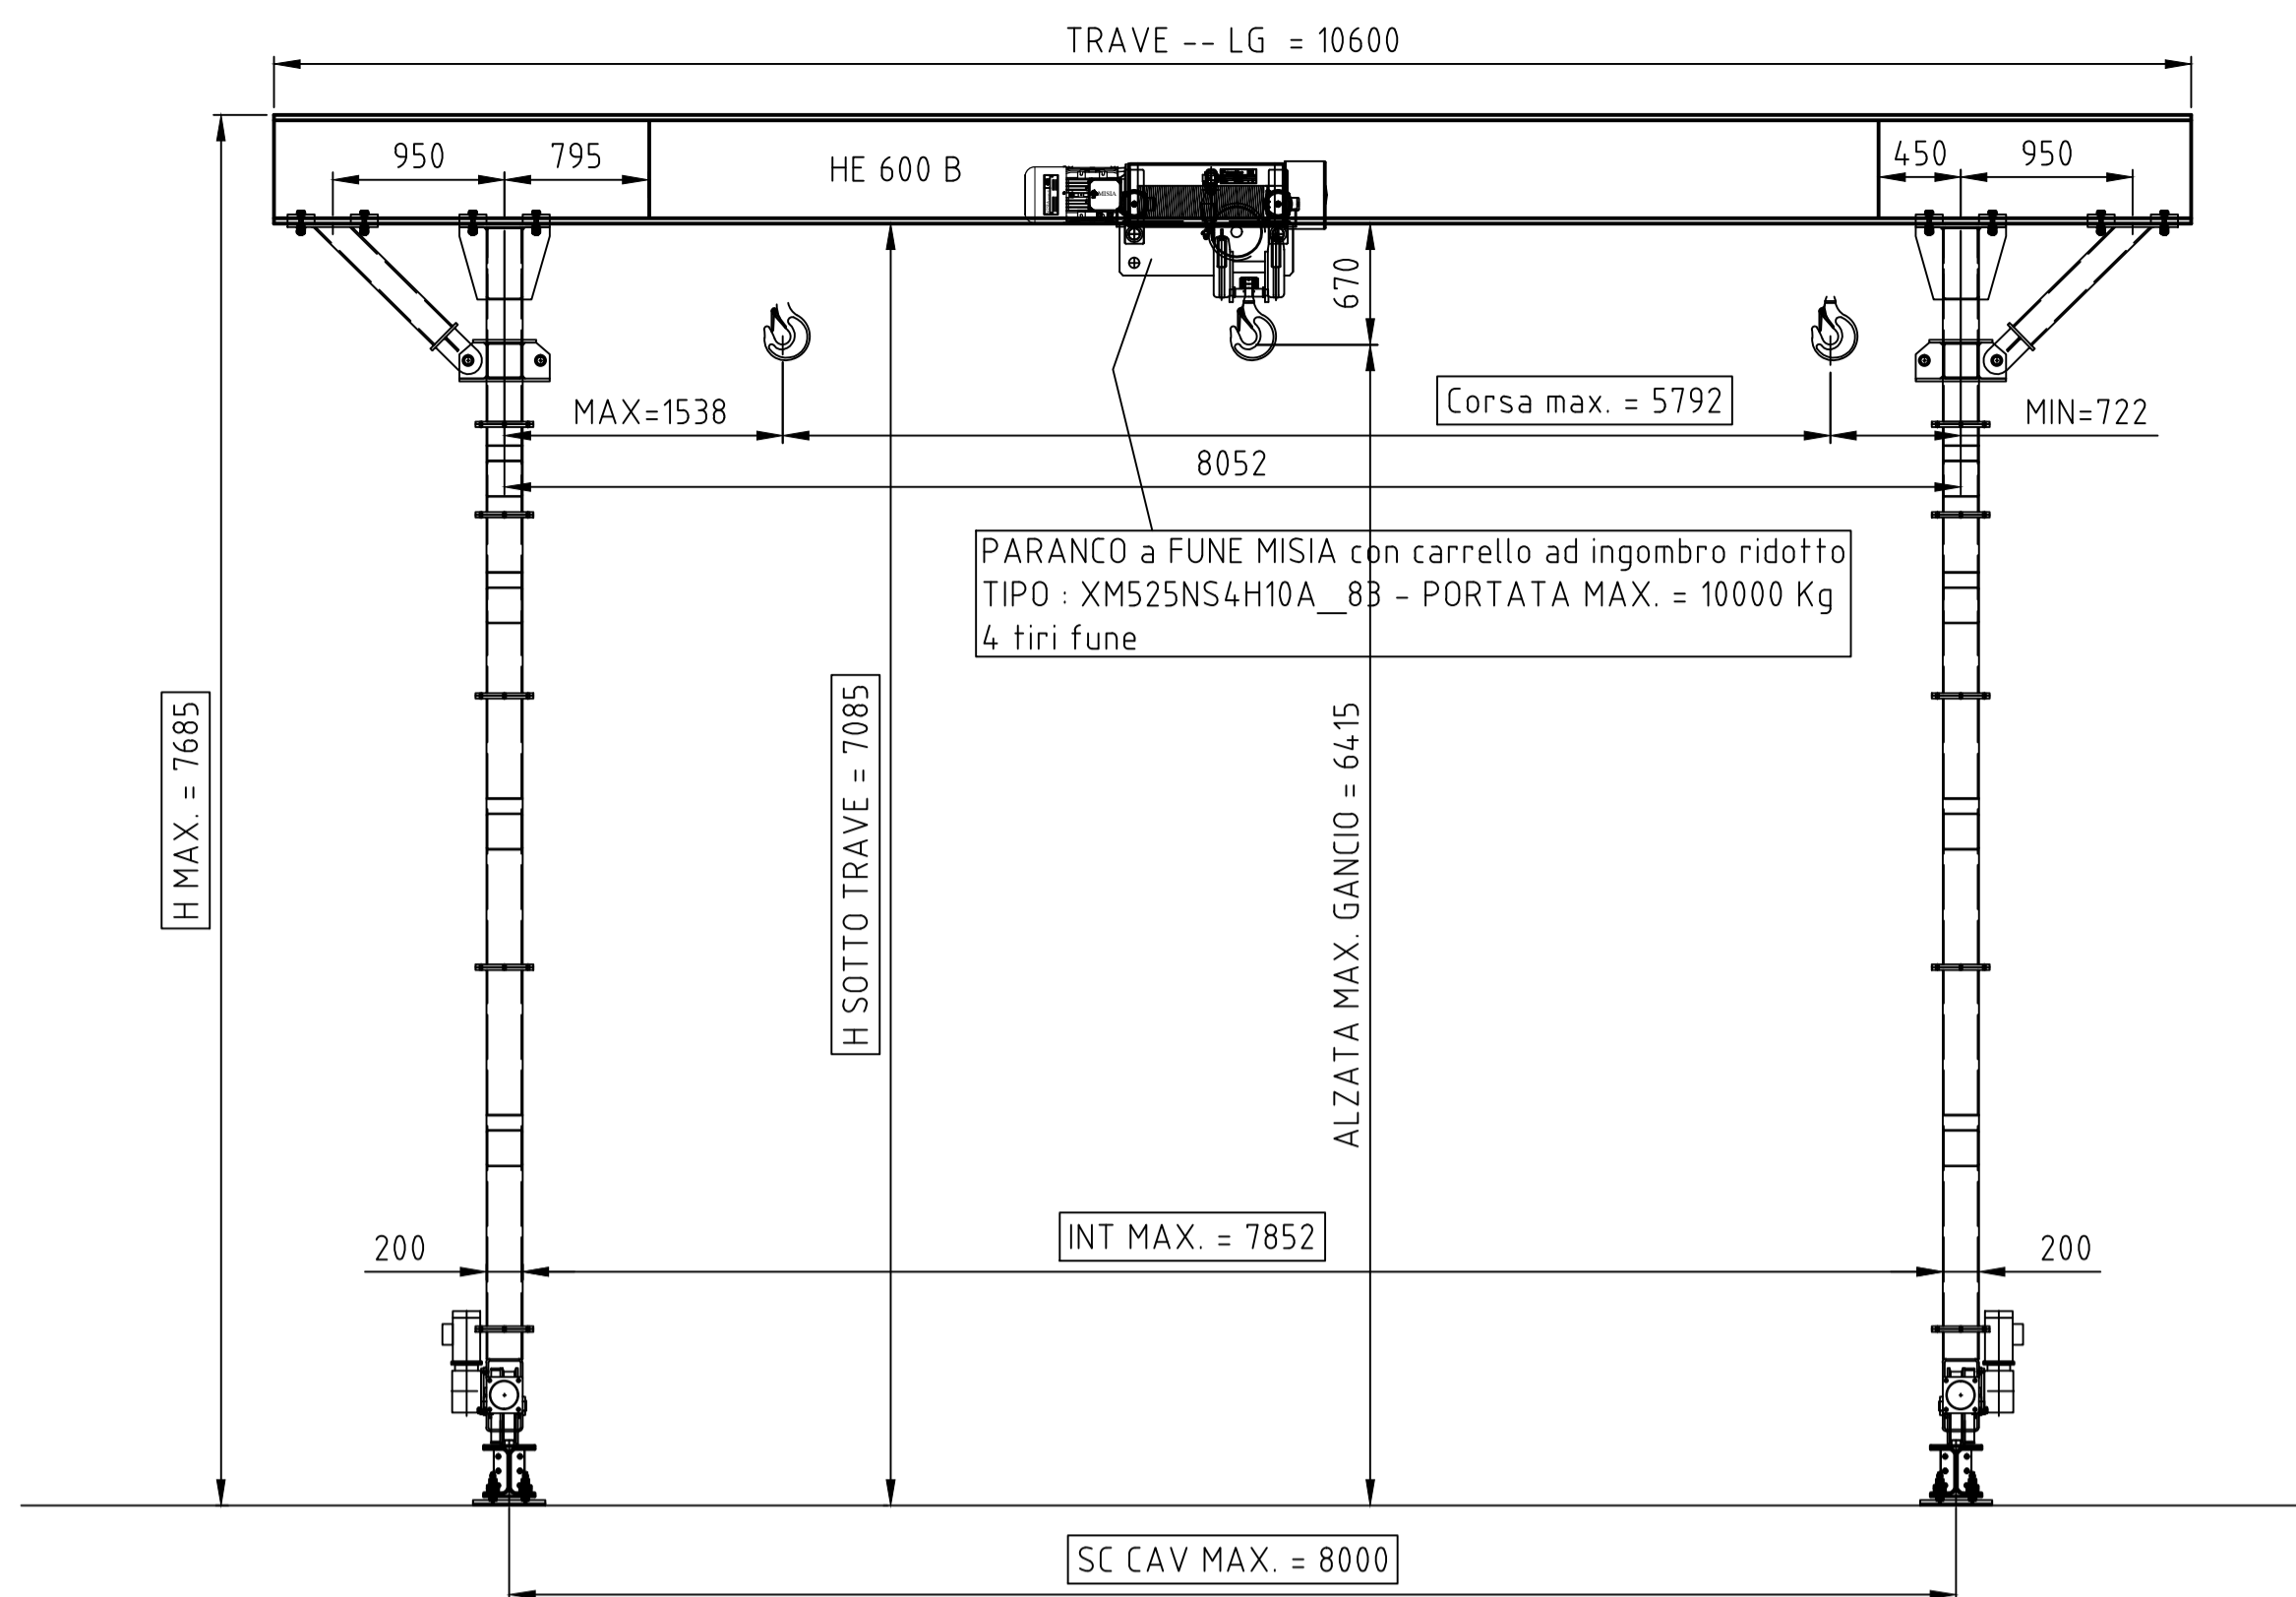 TRAVE -- LG = 10600
950
795
HE 600 B
MISIA
450
950
670
MAX=1538
Corsa max. = 5792
MIN=722
8052
PARANCO a FUNE MISIA con carrello ad ingombro ridotto
TIPO : XM525NS4H10A__83 - PORTATA MAX. = 10000 Kg
4 tiri fune
H MAX. = 7685
H SOTTO TRAVE = 7085
ALZATA MAX. GANCIO = 6415
200
INT MAX. = 7852
200
SC CAV MAX. = 8000